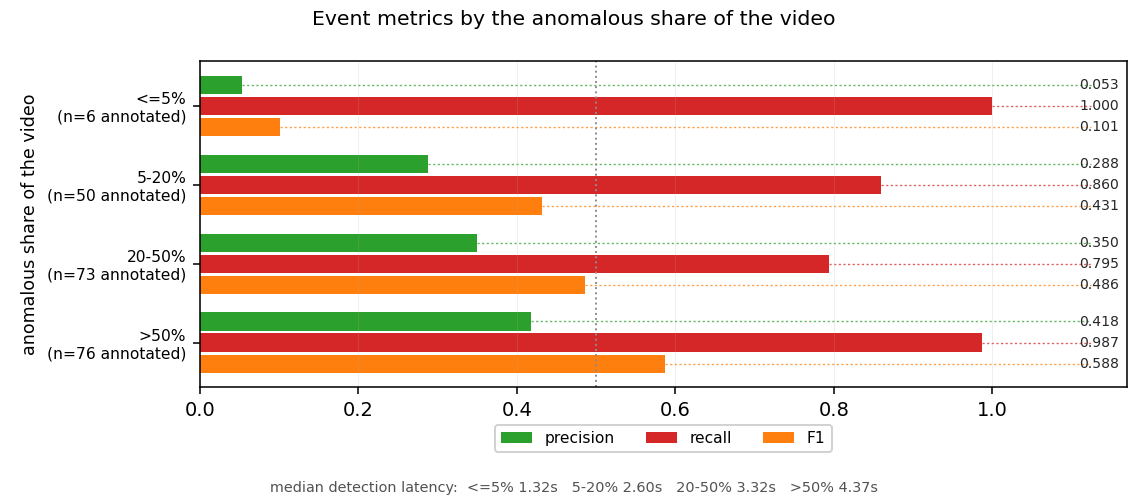 Event metrics by the anomalous share of the video
anomalous share of the video
<=5%
(n=6 annotated)
0.053
1.000
0.101
5-20%
(n=50 annotated)
0.288
0.860
0.431
20-50%
(n=73 annotated)
0.350
0.795
0.486
>50%
(n=76 annotated)
0.418
0.987
0.588
0.0 0.2 0.4 0.6 0.8 1.0
precision recall F1
median detection latency: <=5% 1.32s 5-20% 2.60s 20-50% 3.32s >50% 4.37s